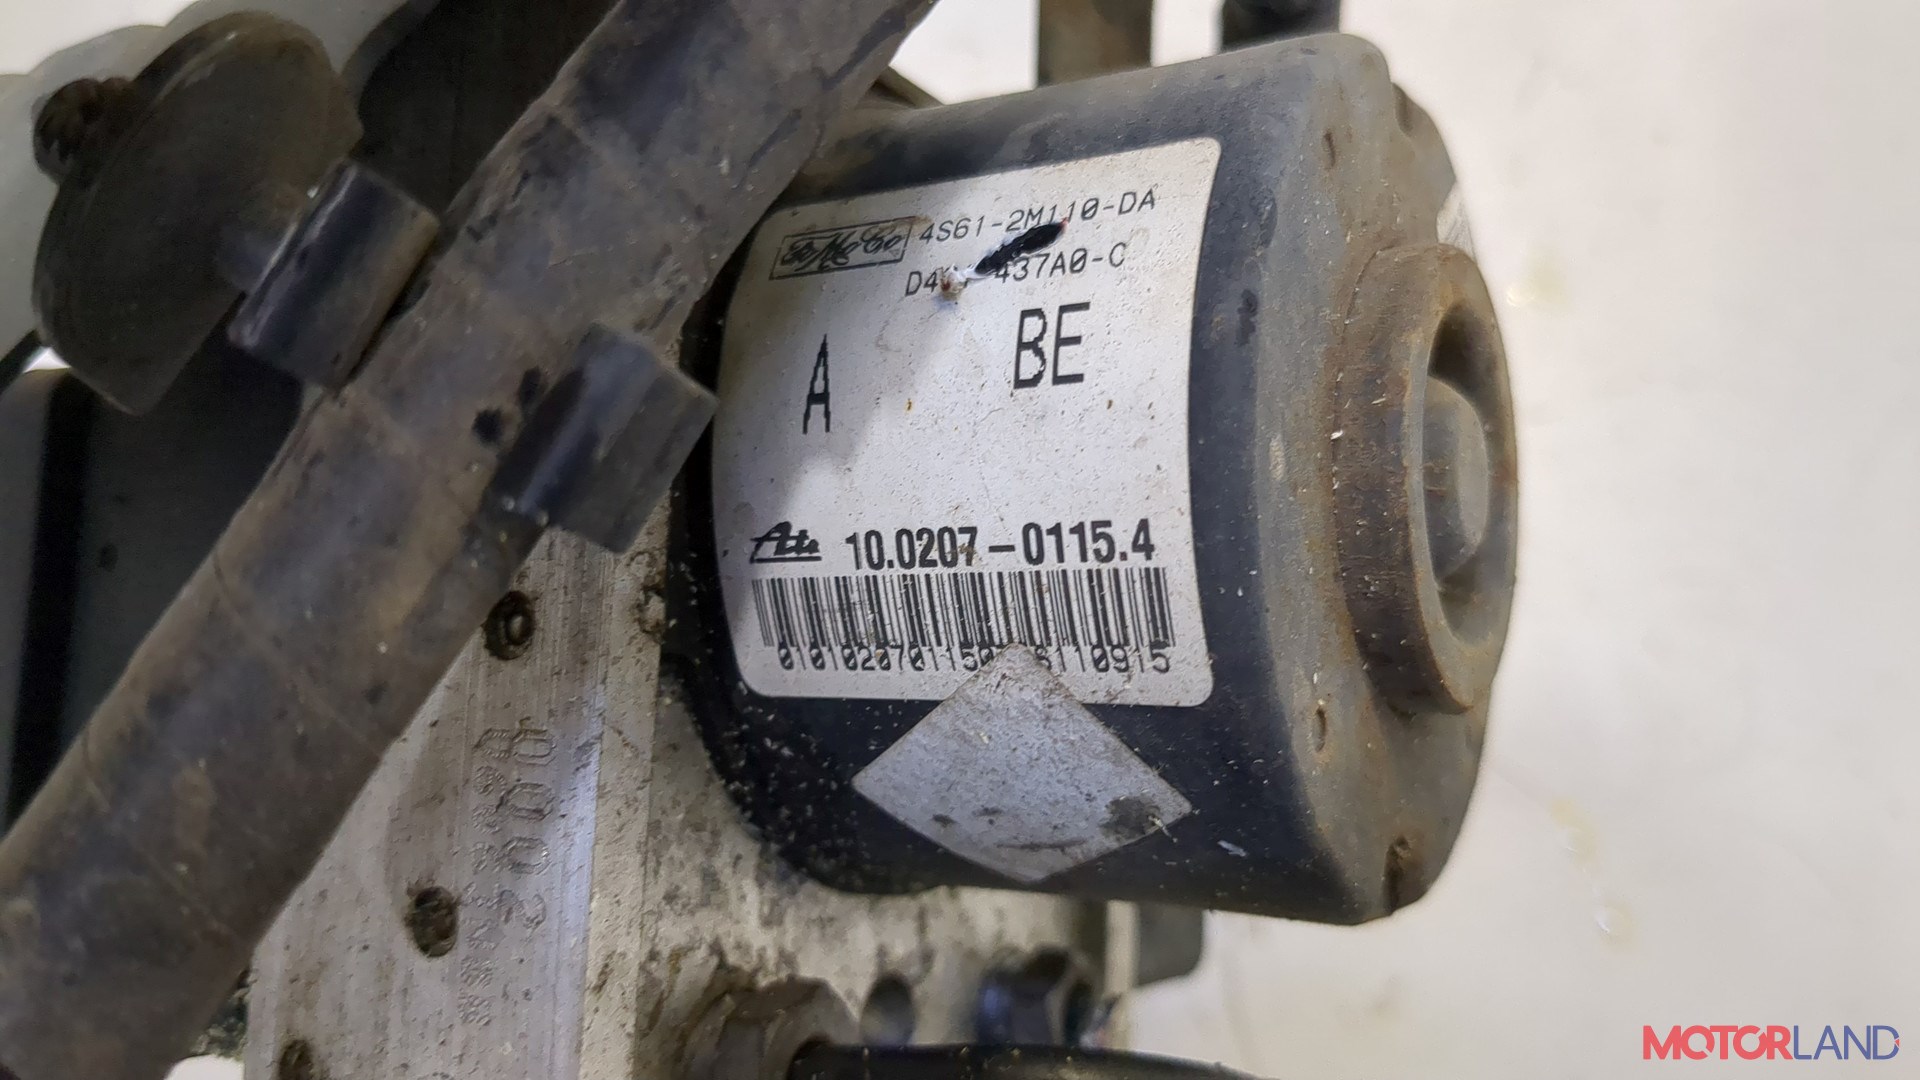 FoMoCo 4S61-2M110-DA
437A0-C
A BE
Ate 10.0207-0115.4
MOTORLAND